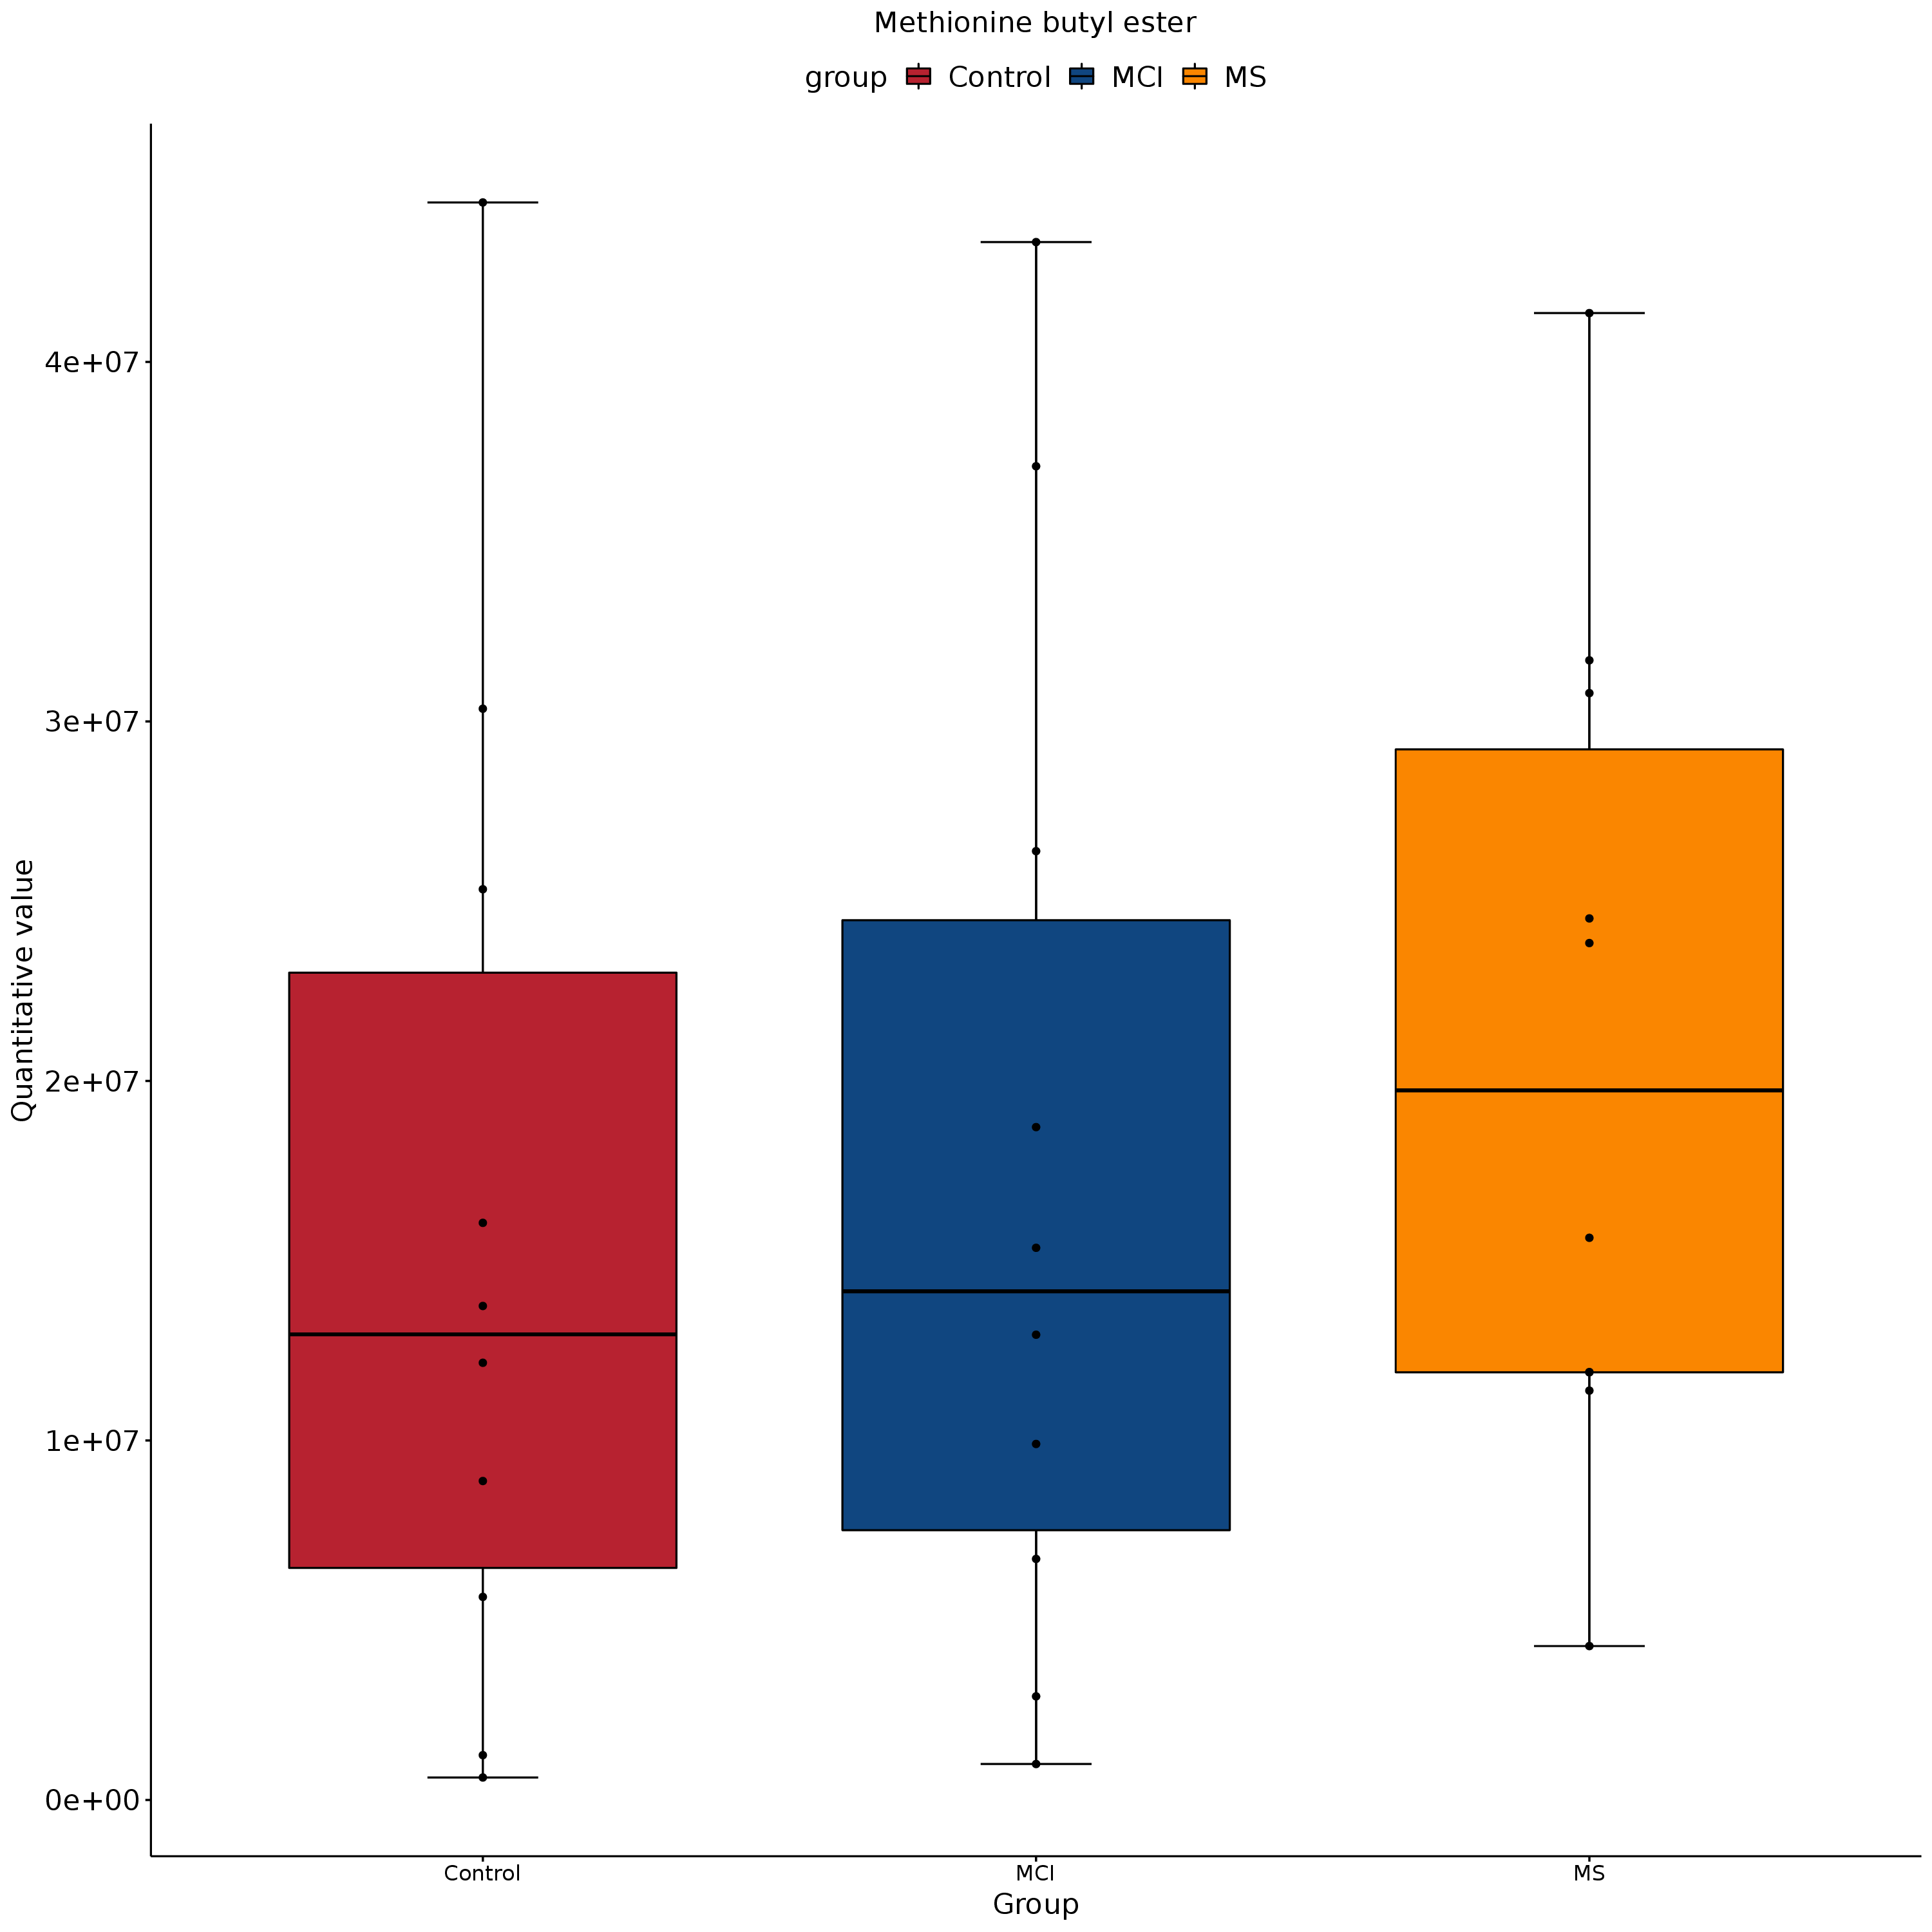 Methionine butyl ester
group Control MCI MS
Quantitative value
4e+07
3e+07
2e+07
1e+07
0e+00
Control MCI MS
Group